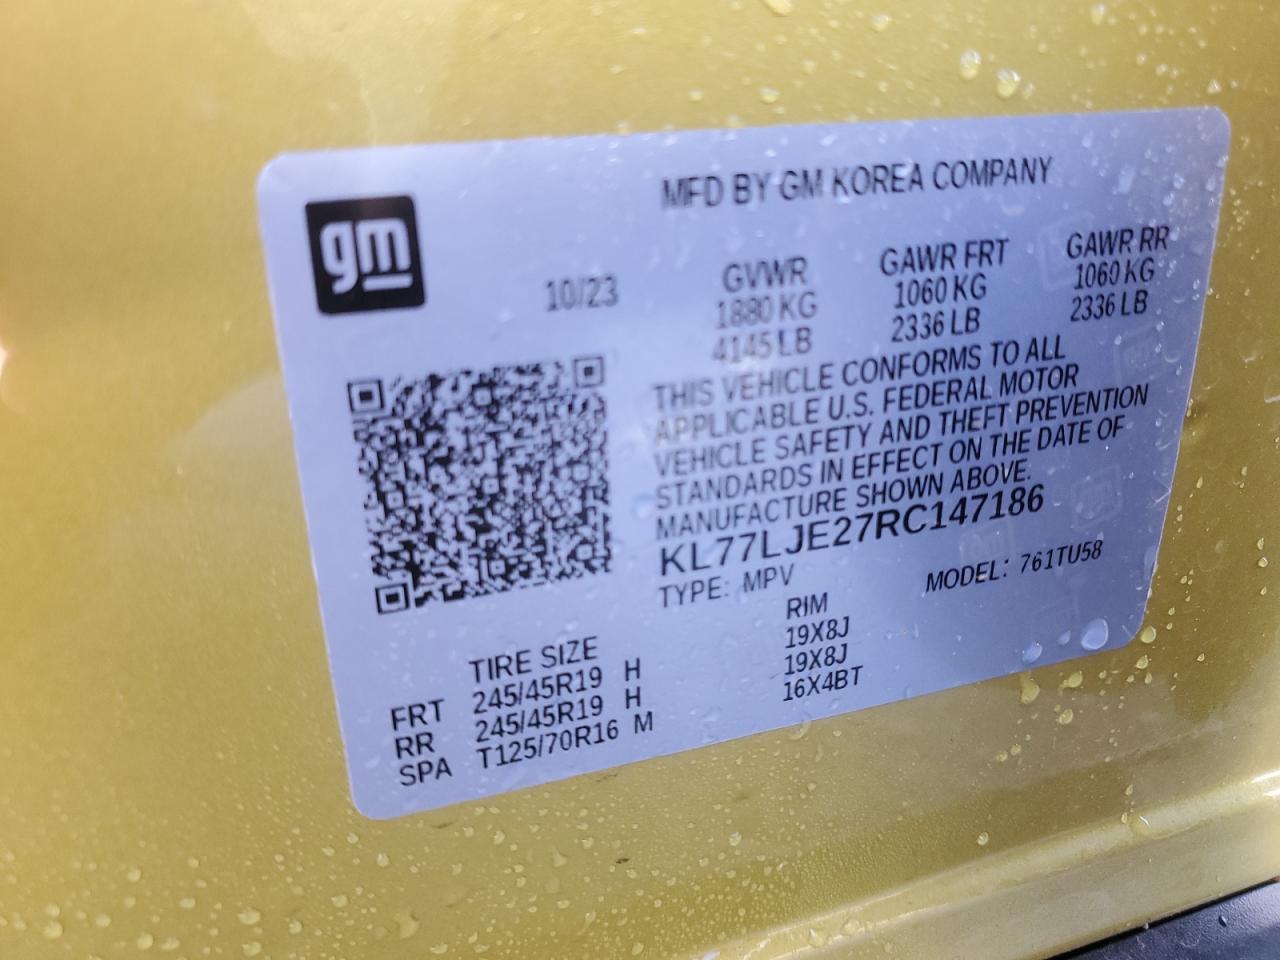 gm
MFD BY GM KOREA COMPANY
10/23
GVWR GAWR FRT GAWR RR
1880 KG 1060 KG 1060 KG
4145 LB 2336 LB 2336 LB
THIS VEHICLE CONFORMS TO ALL
APPLICABLE U.S. FEDERAL MOTOR
VEHICLE SAFETY AND THEFT PREVENTION
STANDARDS IN EFFECT ON THE DATE OF
MANUFACTURE SHOWN ABOVE.
KL77LJE27RC147186
TYPE: MPV MODEL: 761TU58
TIRE SIZE RIM
FRT 245/45R19 H 19X8J
RR 245/45R19 H 19X8J
SPA T125/70R16 M 16X4BT